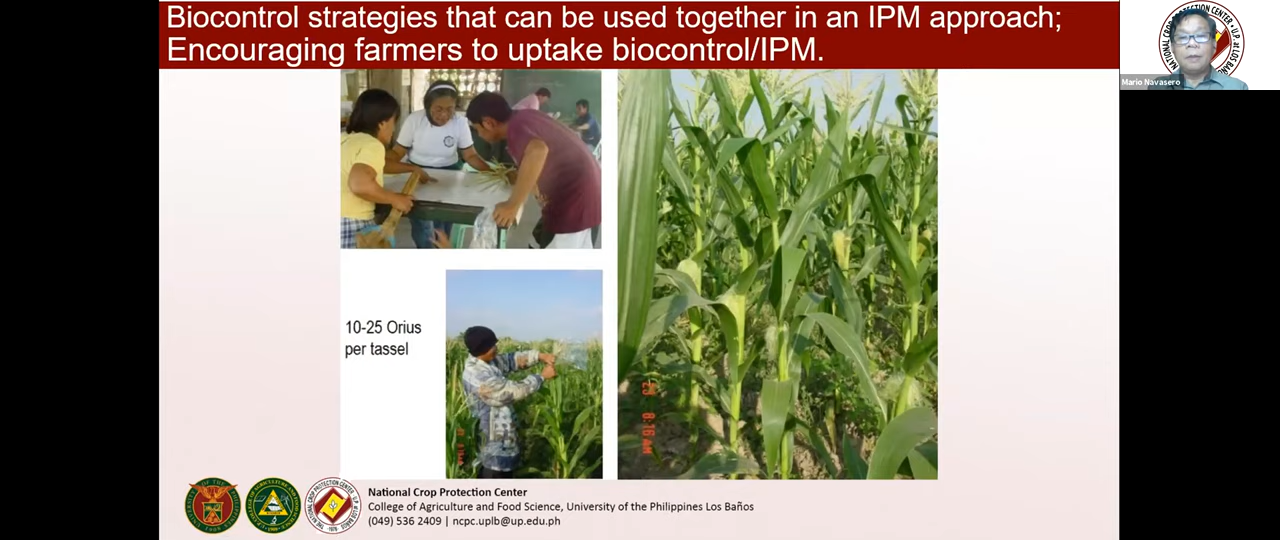 Biocontrol strategies that can be used together in an IPM approach;
Encouraging farmers to uptake biocontrol/IPM.
Mario Navasero
10-25 Orius
per tassel
8:16AM
National Crop Protection Center
College of Agriculture and Food Science, University of the Philippines Los Baños
(049) 536 2409 | ncpc.uplb@up.edu.ph